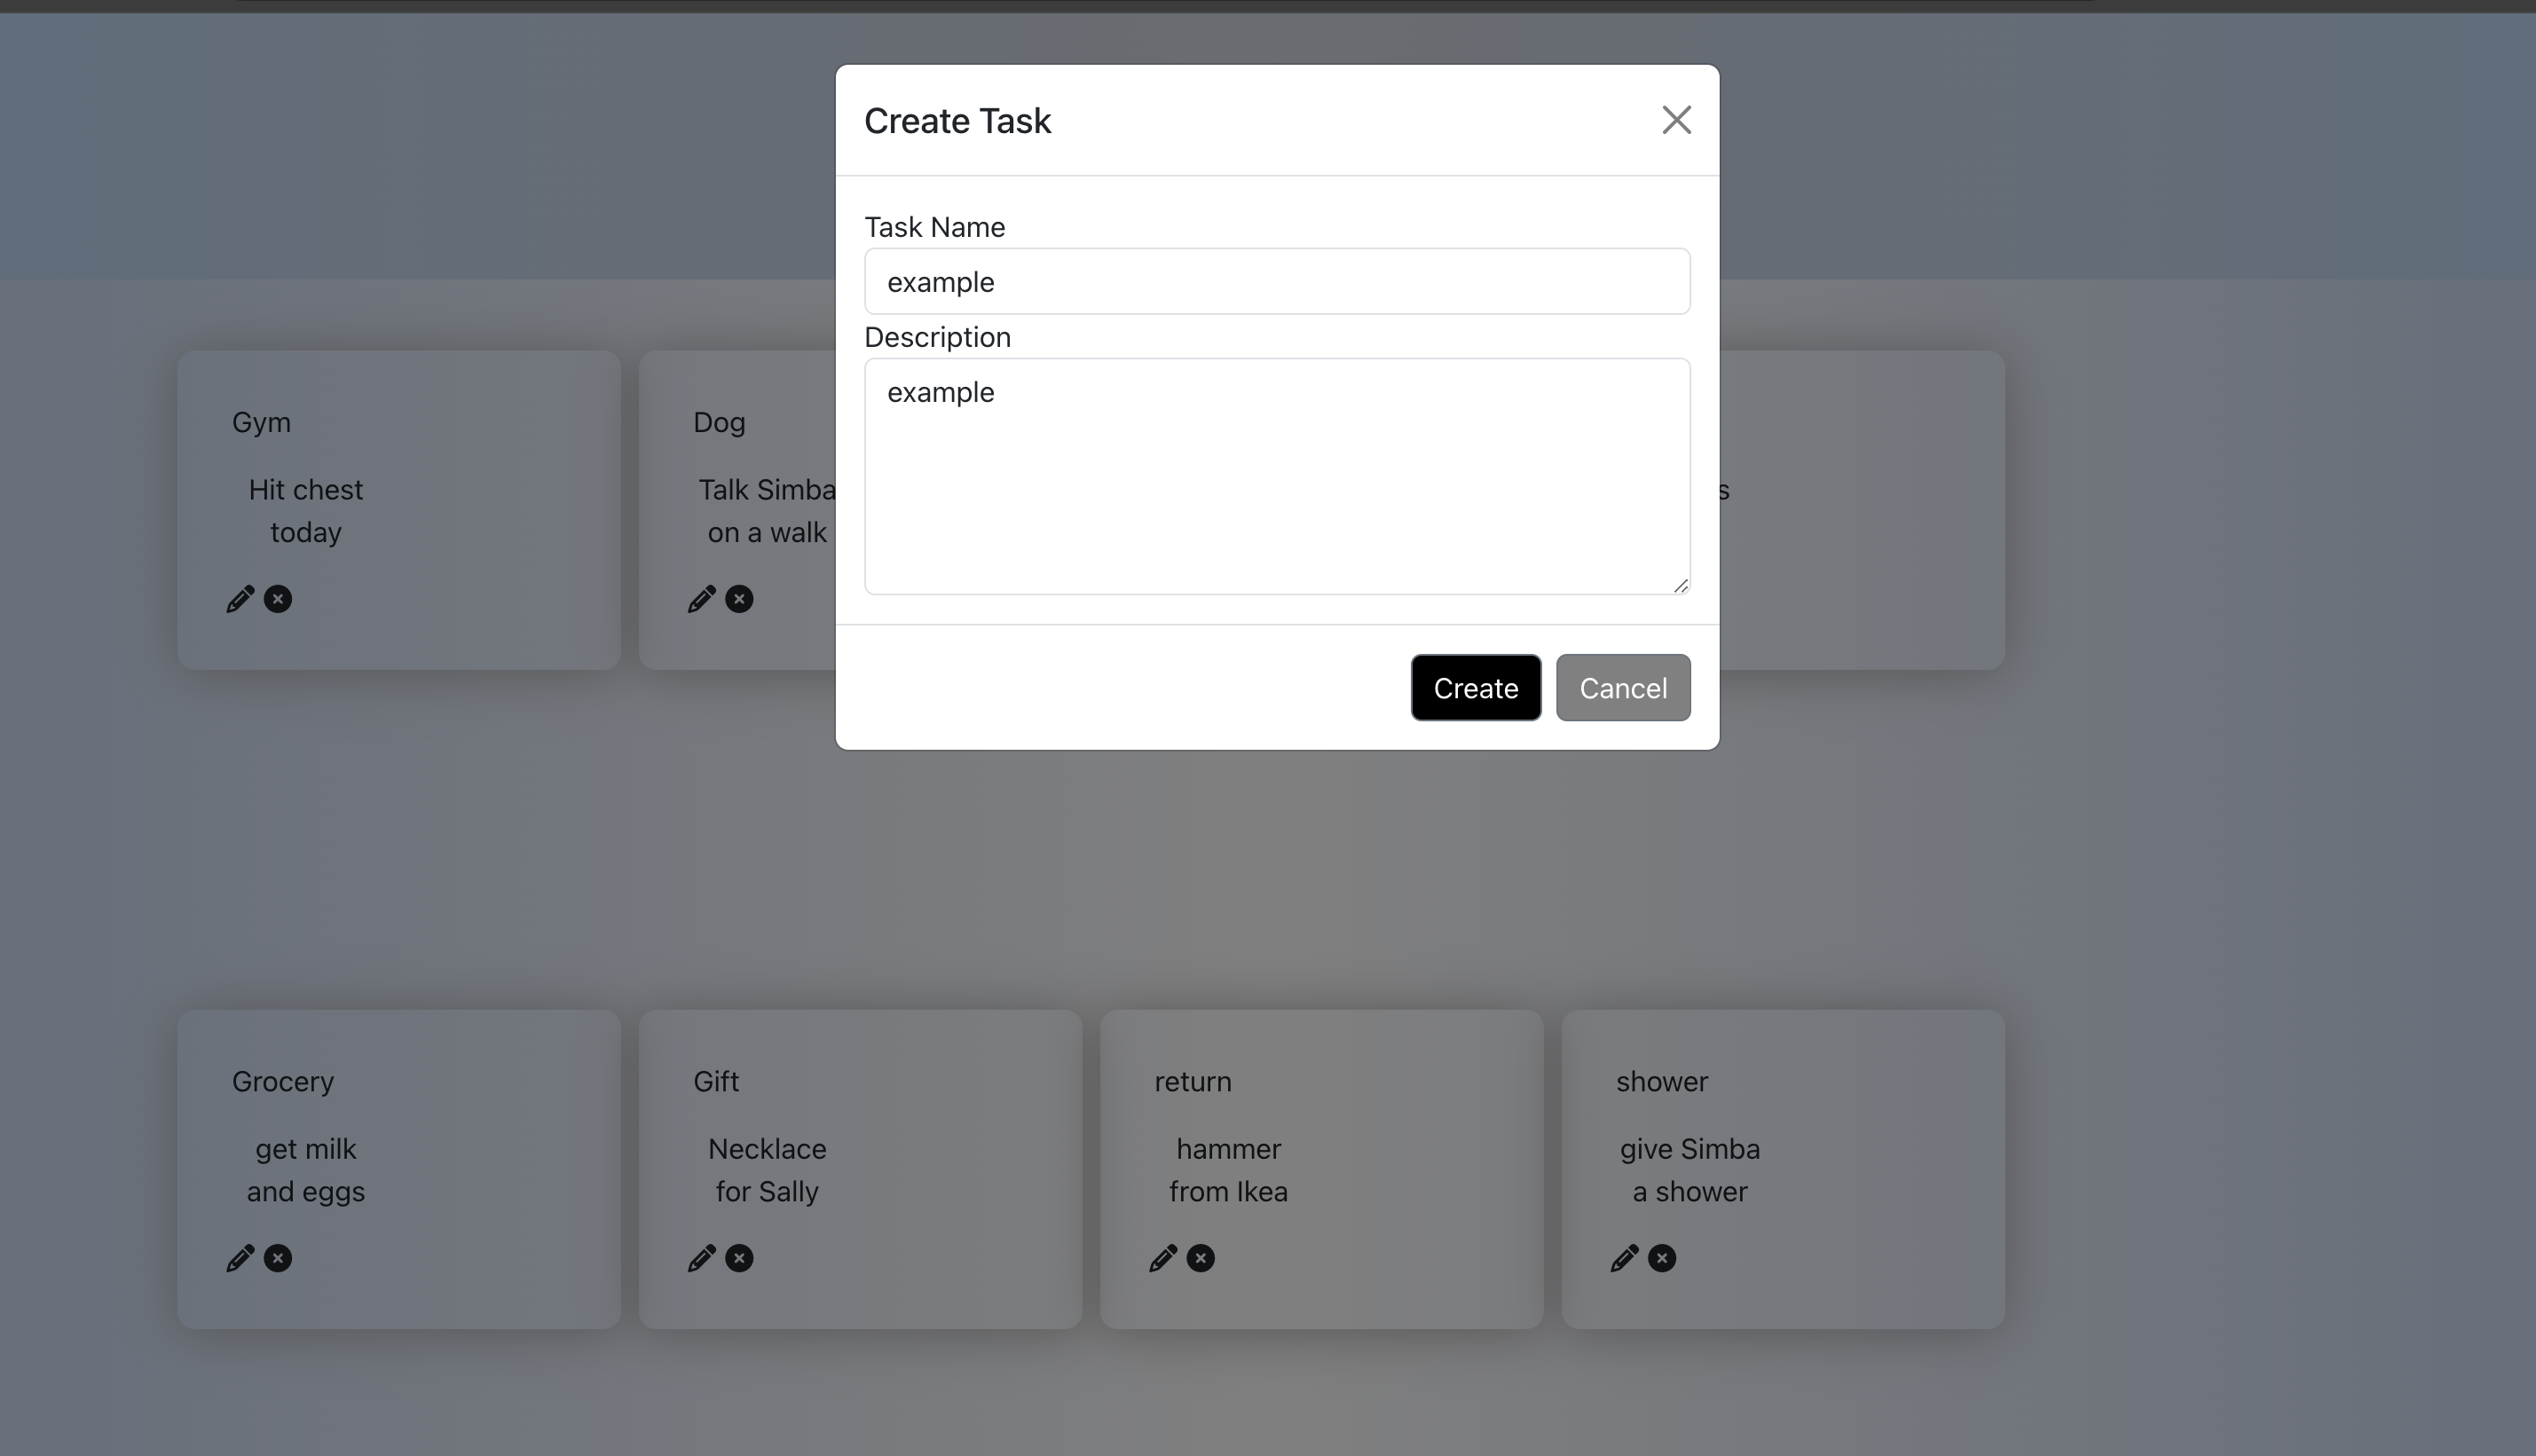 Create Task
Task Name
example
Description
example
Create Cancel
Gym
Hit chest
today
Dog
Talk Simba
on a walk
Grocery
get milk
and eggs
Gift
Necklace
for Sally
return
hammer
from Ikea
shower
give Simba
a shower